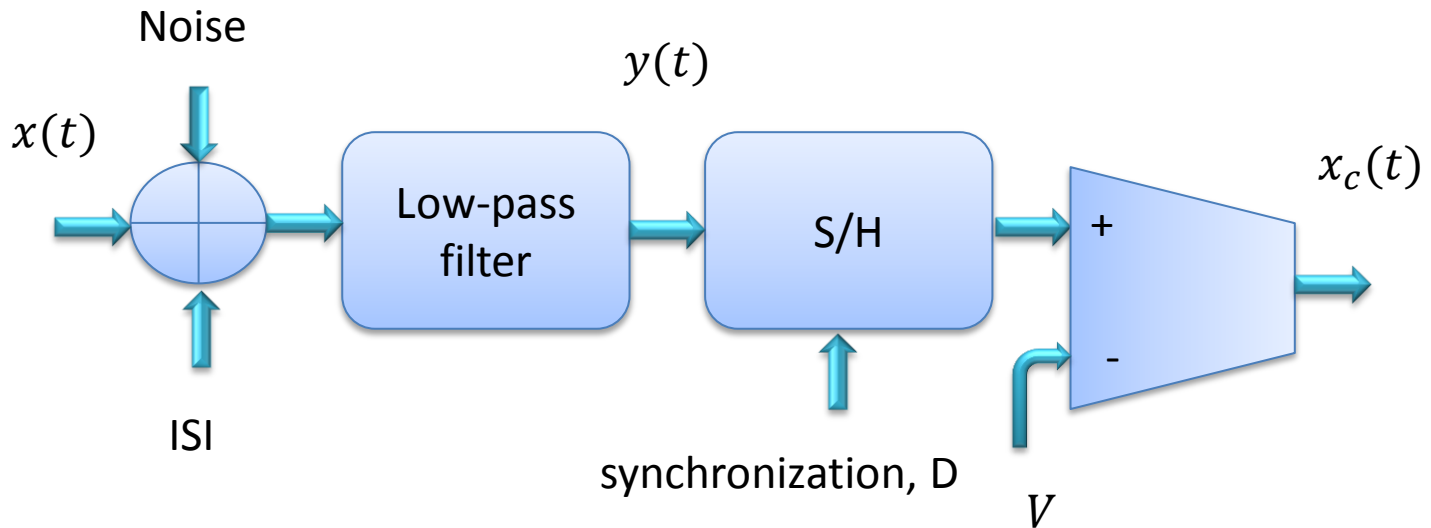 Noise
y(t)
x(t)
x_c(t)
Low-pass
filter
S/H
+
-
ISI
synchronization, D
V